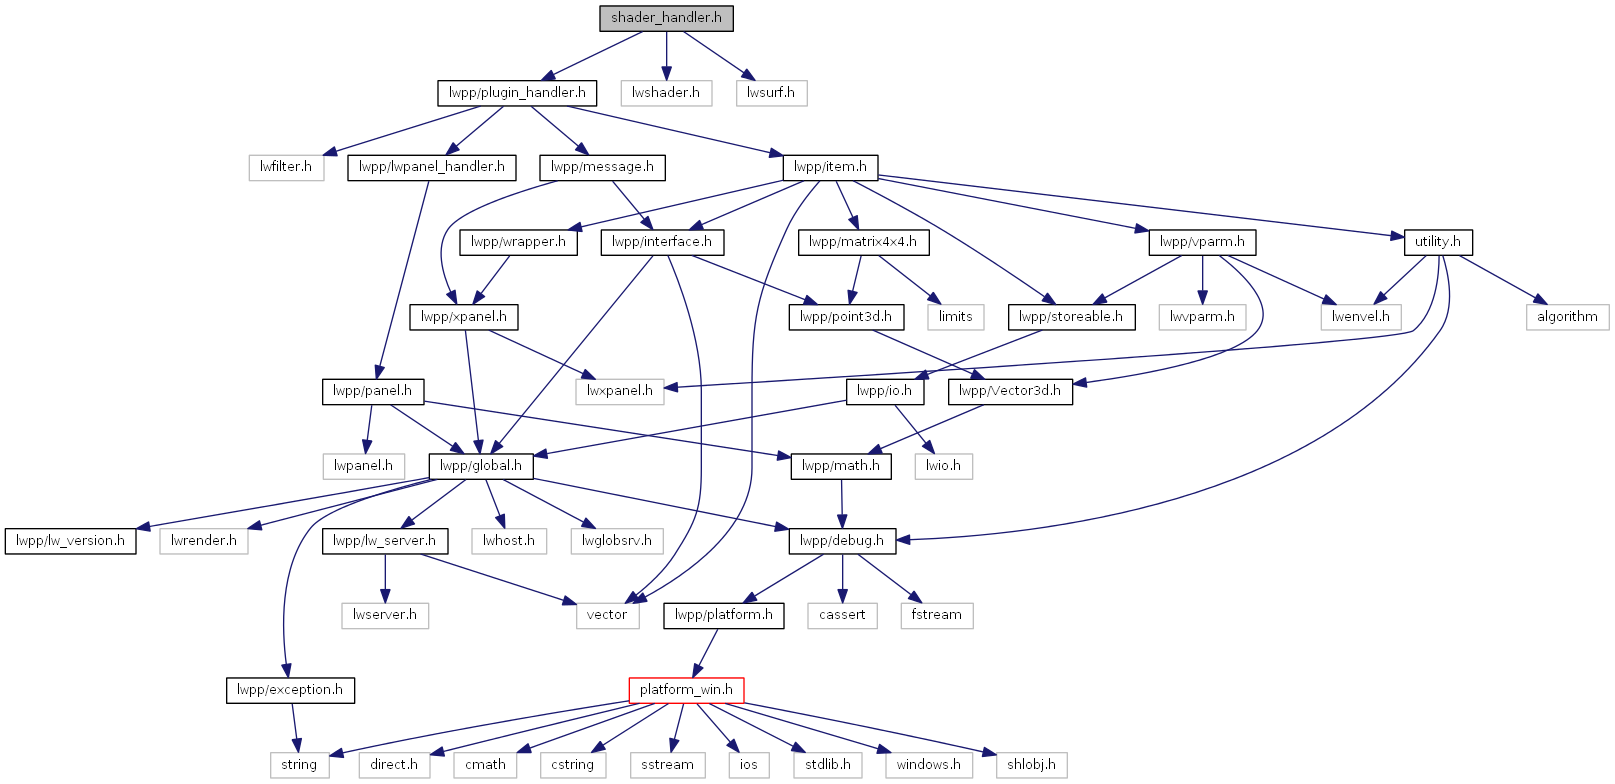 shader_handler.h
lwpp/plugin_handler.h
lwshader.h
lwsurf.h
lwfilter.h
lwpp/lwpanel_handler.h
lwpp/message.h
lwpp/item.h
lwpp/wrapper.h
lwpp/interface.h
lwpp/matrix4x4.h
lwpp/vparm.h
utility.h
lwpp/xpanel.h
lwpp/point3d.h
limits
lwpp/storeable.h
lwvparm.h
lwenvel.h
algorithm
lwpp/panel.h
lwxpanel.h
lwpp/io.h
lwpp/Vector3d.h
lwpanel.h
lwpp/global.h
lwpp/math.h
lwio.h
lwpp/lw_version.h
lwrender.h
lwpp/lw_server.h
lwhost.h
lwglobsrv.h
lwpp/debug.h
lwserver.h
vector
lwpp/platform.h
cassert
fstream
lwpp/exception.h
platform_win.h
string
direct.h
cmath
cstring
sstream
ios
stdlib.h
windows.h
shlobj.h